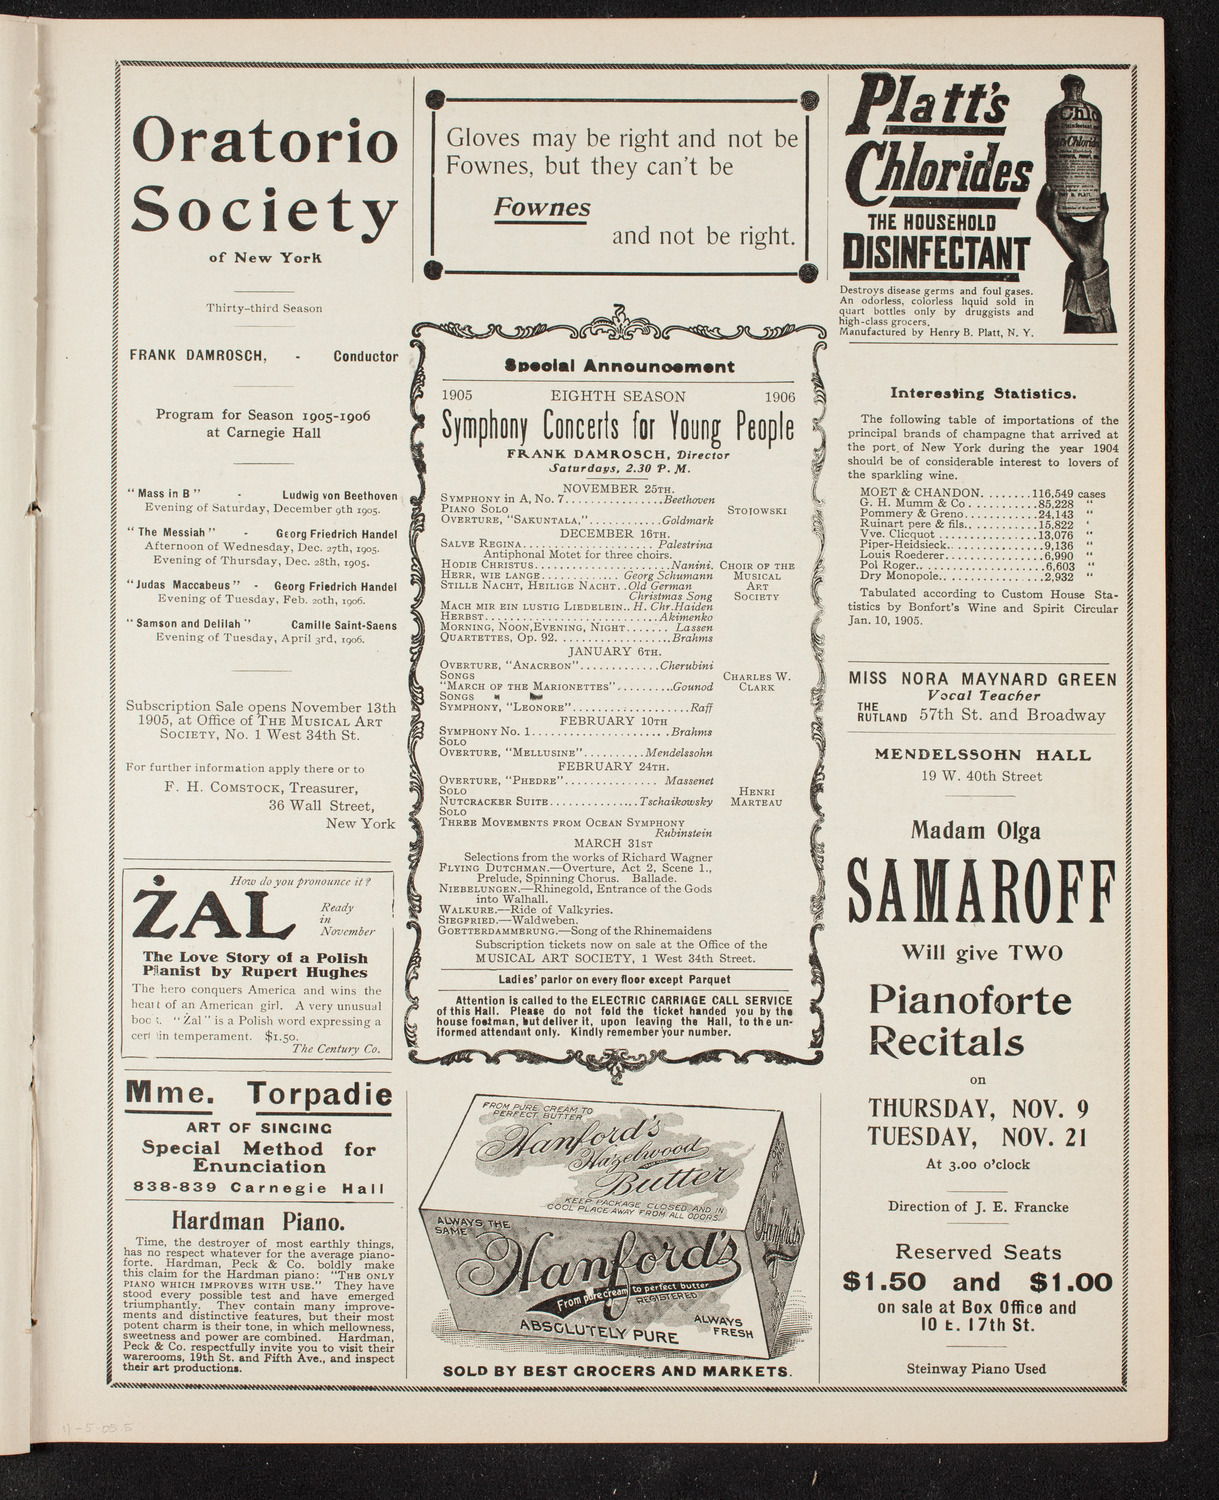 Oratorio
Society
of New York
Thirty-third Season
FRANK DAMROSCH, - Conductor
Program for Season 1905-1906
at Carnegie Hall
"Mass in B" - Ludwig von Beethoven
Evening of Saturday, December 9th 1905.
"The Messiah" - Georg Friedrich Handel
Afternoon of Wednesday, Dec. 27th, 1905.
Evening of Thursday, Dec. 28th, 1905.
"Judas Maccabeus" - Georg Friedrich Handel
Evening of Tuesday, Feb. 20th, 1906.
"Samson and Delilah" Camille Saint-Saens
Evening of Tuesday, April 3rd, 1906.
Subscription Sale opens November 13th
1905, at Office of THE MUSICAL ART
SOCIETY, No. 1 West 34th St.
For further information apply there or to
F. H. COMSTOCK, Treasurer,
36 Wall Street,
New York
How do you pronounce it?
ŻAL
Ready
in
November
The Love Story of a Polish
Pianist by Rupert Hughes
The hero conquers America and wins the
heart of an American girl. A very unusual
book. "Żal" is a Polish word expressing a
certain temperament. $1.50.
The Century Co.
Mme. Torpadie
ART OF SINGING
Special Method for
Enunciation
838-839 Carnegie Hall
Hardman Piano.
Time, the destroyer of most earthly things,
has no respect whatever for the average piano-
forte. Hardman, Peck & Co. boldly make
this claim for the Hardman piano: "THE ONLY
PIANO WHICH IMPROVES WITH USE." They have
stood every possible test and have emerged
triumphantly. They contain many improve-
ments and distinctive features, but their most
potent charm is their tone, in which mellowness,
sweetness and power are combined. Hardman,
Peck & Co. respectfully invite you to visit their
warerooms, 19th St. and Fifth Ave., and inspect
their art productions.
Gloves may be right and not be
Fownes, but they can't be
Fownes
and not be right.
Special Announcement
1905 EIGHTH SEASON 1906
Symphony Concerts for Young People
FRANK DAMROSCH, Director
Saturdays, 2.30 P. M.
NOVEMBER 25TH.
SYMPHONY in A, No. 7..............Beethoven
PIANO SOLO STOJOWSKI
OVERTURE, "SAKUNTALA,"............Goldmark
DECEMBER 16TH.
SALVE REGINA....................Palestrina
Antiphonal Motet for three choirs.
HODIE CHRISTUS....................Nanini. CHOIR OF THE
HERR, WIE LANGE............Georg Schumann MUSICAL
STILLE NACHT, HEILIGE NACHT..Old German ART
Christmas Song SOCIETY
MACH MIR EIN LUSTIG LIEDELEIN..H. Chr. Haiden
HERBST..........................Akimenko
MORNING, NOON, EVENING, NIGHT....... Lassen
QUARTETTES, Op. 92...................Brahms
JANUARY 6TH.
OVERTURE, "ANACREON"............Cherubini
SONGS CHARLES W.
"MARCH OF THE MARIONETTES"..........Gounod CLARK
SONGS " "
SYMPHONY, "LEONORE"...................Raff
FEBRUARY 10TH
SYMPHONY No. 1......................Brahms
SOLO
OVERTURE, "MELLUSINE"..........Mendelssohn
FEBRUARY 24TH.
OVERTURE, "PHEDRE"............... Massenet
SOLO HENRI
NUTCRACKER SUITE..............Tschaikowsky MARTEAU
SOLO
THREE MOVEMENTS FROM OCEAN SYMPHONY
Rubinstein
MARCH 31ST
Selections from the works of Richard Wagner
FLYING DUTCHMAN.—Overture, Act 2, Scene 1.,
Prelude, Spinning Chorus. Ballade.
NIEBELUNGEN.—Rhinegold, Entrance of the Gods
into Walhall.
WALKURE.—Ride of Valkyries.
SIEGFRIED.—Waldweben.
GOETTERDAMMERUNG.—Song of the Rhinemaidens
Subscription tickets now on sale at the Office of the
MUSICAL ART SOCIETY, 1 West 34th Street.
Ladies' parlor on every floor except Parquet
Attention is called to the ELECTRIC CARRIAGE CALL SERVICE
of this Hall. Please do not fold the ticket handed you by the
house footman, but deliver it, upon leaving the Hall, to the un-
iformed attendant only. Kindly remember your number.
FROM PURE CREAM TO
PERFECT BUTTER
Hanford's
Hazelwood
Butter
KEEP PACKAGE CLOSED AND IN
COOL PLACE AWAY FROM ALL ODORS.
ALWAYS THE
SAME
Hanford's
From pure cream to perfect butter
REGISTERED
ABSOLUTELY PURE
ALWAYS
FRESH
Hanford's
SOLD BY BEST GROCERS AND MARKETS.
Platt's
Chlorides
THE HOUSEHOLD
DISINFECTANT
Destroys disease germs and foul gases.
An odorless, colorless liquid sold in
quart bottles only by druggists and
high-class grocers.
Manufactured by Henry B. Platt, N. Y.
Interesting Statistics.
The following table of importations of the
principal brands of champagne that arrived at
the port of New York during the year 1904
should be of considerable interest to lovers of
the sparkling wine.
MOET & CHANDON........116,549 cases
G. H. Mumm & Co..........85,228 "
Pommery & Greno..........24,143 "
Ruinart pere & fils.......15,822 "
Vve. Clicquot.............13,076 "
Piper-Heidsieck............9,136 "
Louis Roederer.............6,990 "
Pol Roger..................6,603 "
Dry Monopole...............2,932 "
Tabulated according to Custom House Sta-
tistics by Bonfort's Wine and Spirit Circular
Jan. 10, 1905.
MISS NORA MAYNARD GREEN
Vocal Teacher
THE RUTLAND 57th St. and Broadway
MENDELSSOHN HALL
19 W. 40th Street
Madam Olga
SAMAROFF
Will give TWO
Pianoforte
Recitals
on
THURSDAY, NOV. 9
TUESDAY, NOV. 21
At 3.00 o'clock
Direction of J. E. Francke
Reserved Seats
$1.50 and $1.00
on sale at Box Office and
10 E. 17th St.
Steinway Piano Used
11-5-05.5